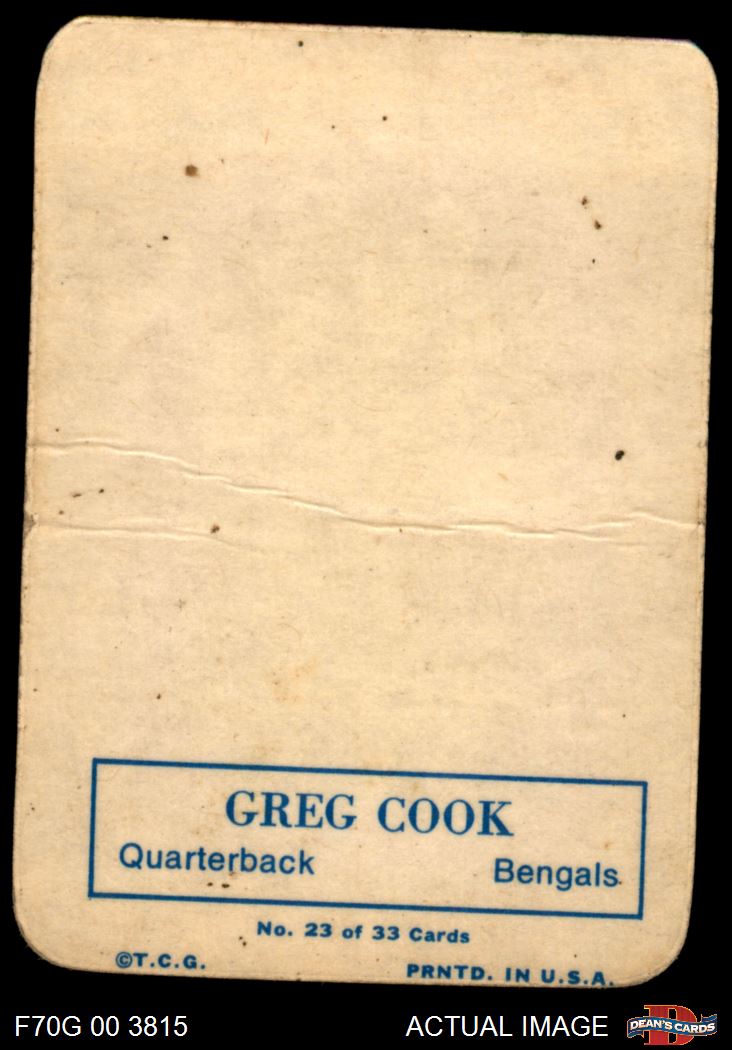 GREG COOK
Quarterback Bengals
No. 23 of 33 Cards
©T.C.G. PRNTD. IN U.S.A.
F70G 00 3815 ACTUAL IMAGE DEAN'S CARDS